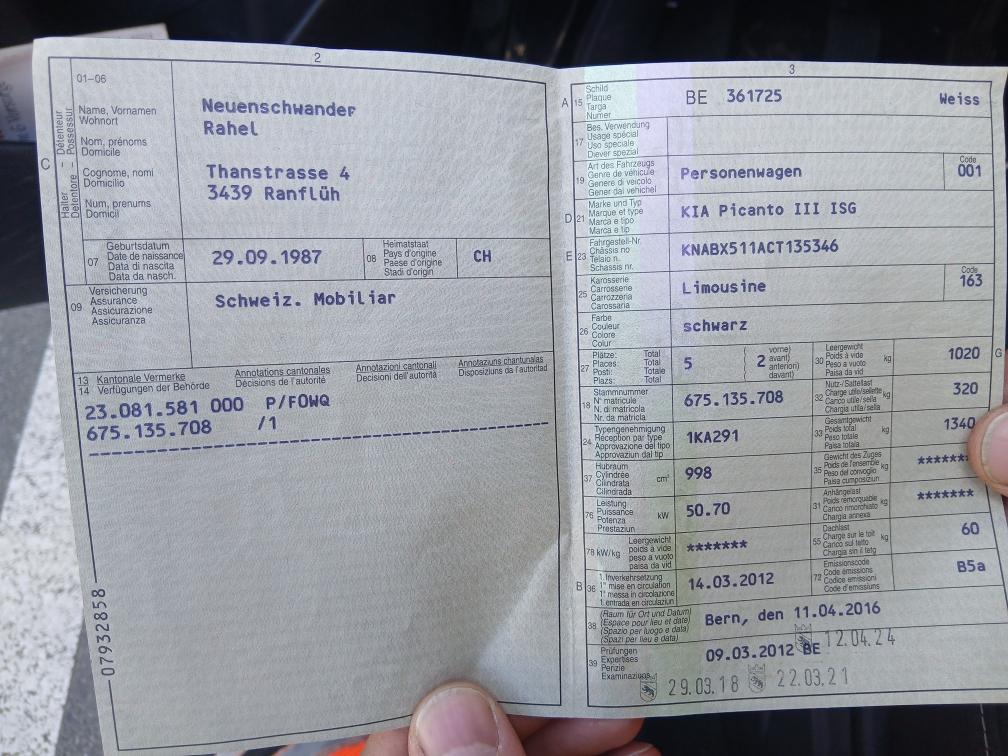 2
01-06
C
Détenteur Possessur
Halter Detentore
Name, Vornamen
Wohnort
Nom, prénoms
Domicile
Cognome, nomi
Domicilio
Num, prenums
Domicil
Neuenschwander
Rahel
Thanstrasse 4
3439 Ranflüh
07 Geburtsdatum
Date de naissance
Data di nascita
Data da nasch.
29.09.1987
08 Heimatstaat
Pays d'origine
Paese d'origine
Stadi d'origin
CH
09 Versicherung
Assurance
Assicurazione
Assicuranza
Schweiz. Mobiliar
13 Kantonale Vermerke
14 Verfügungen der Behörde
Annotations cantonales
Décisions de l'autorité
Annotazioni cantonali
Decisioni dell'autorità
Annotaziuns chantunalas
Disposiziuns da l'autoritad
23.081.581 000 P/FOWQ
675.135.708 /1
07932858
3
A 15 Schild
Plaque
Targa
Numer
BE 361725 Weiss
17 Bes. Verwendung
Usage spécial
Uso speciale
Diever spezial
19 Art des Fahrzeugs
Genre de véhicule
Genere di veicolo
Gener dal vehichel
Personenwagen
Code
001
D 21 Marke und Typ
Marque et type
Marca e tipo
Marca e tip
KIA Picanto III ISG
E 23 Fahrgestell-Nr.
Châssis no
Telaio n.
Schassis nr.
KNABX511ACT135346
25 Karosserie
Carrosserie
Carrozzeria
Carossaria
Limousine
Code
163
26 Farbe
Couleur
Colore
Colur
schwarz
27 Plätze: Total
Places: Total
Posti: Totale
Plazs: Total
5
2 vorne)
avant)
anteriori)
davant)
30 Leergewicht
Poids à vide
Peso a vuoto
Paisa da vid
kg
1020
G
18 Stammnummer
N° matricule
N. di matricola
Nr. da matricla
675.135.708
32 Nutz-/Sattellast
Charge utile/sellette
Carico utile/sella
Chargia utila/sella
kg
320
24 Typengenehmigung
Réception par type
Approvazione del tipo
Approvaziun dal tip
1KA291
33 Gesamtgewicht
Poids total
Peso totale
Paisa totala
kg
1340
37 Hubraum
Cylindrée
Cilindrata
Cilindrada
cm³
998
35 Gewicht des Zuges
Poids de l'ensemble
Peso del convoglio
Paisa cumposiziun
kg
******
76 Leistung
Puissance
Potenza
Prestaziun
kW
50.70
31 Anhängelast
Poids remorquable
Carico rimorchiato
Chargia annexa
kg
*******
78 kW/kg Leergewicht
poids à vide
peso a vuoto
paisa da vid
*******
55 Dachlast
Charge sur le toit
Carico sul tetto
Chargia sin il tetg
kg
60
B 36 1. Inverkehrsetzung
1re mise en circulation
1a messa in circolazione
1. entrada en circulaziun
14.03.2012
72 Emissionscode
Code émissions
Codice emissioni
Code d'emissiuns
B5a
38 (Raum für Ort und Datum)
(Espace pour lieu et date)
(Spazio per luogo e data)
(Spazi per lieu e data)
Bern, den 11.04.2016
39 Prüfungen
Expertises
Perizie
Examinaziuns
09.03.2012 BE 12.04.24
29.03.18 22.03.21